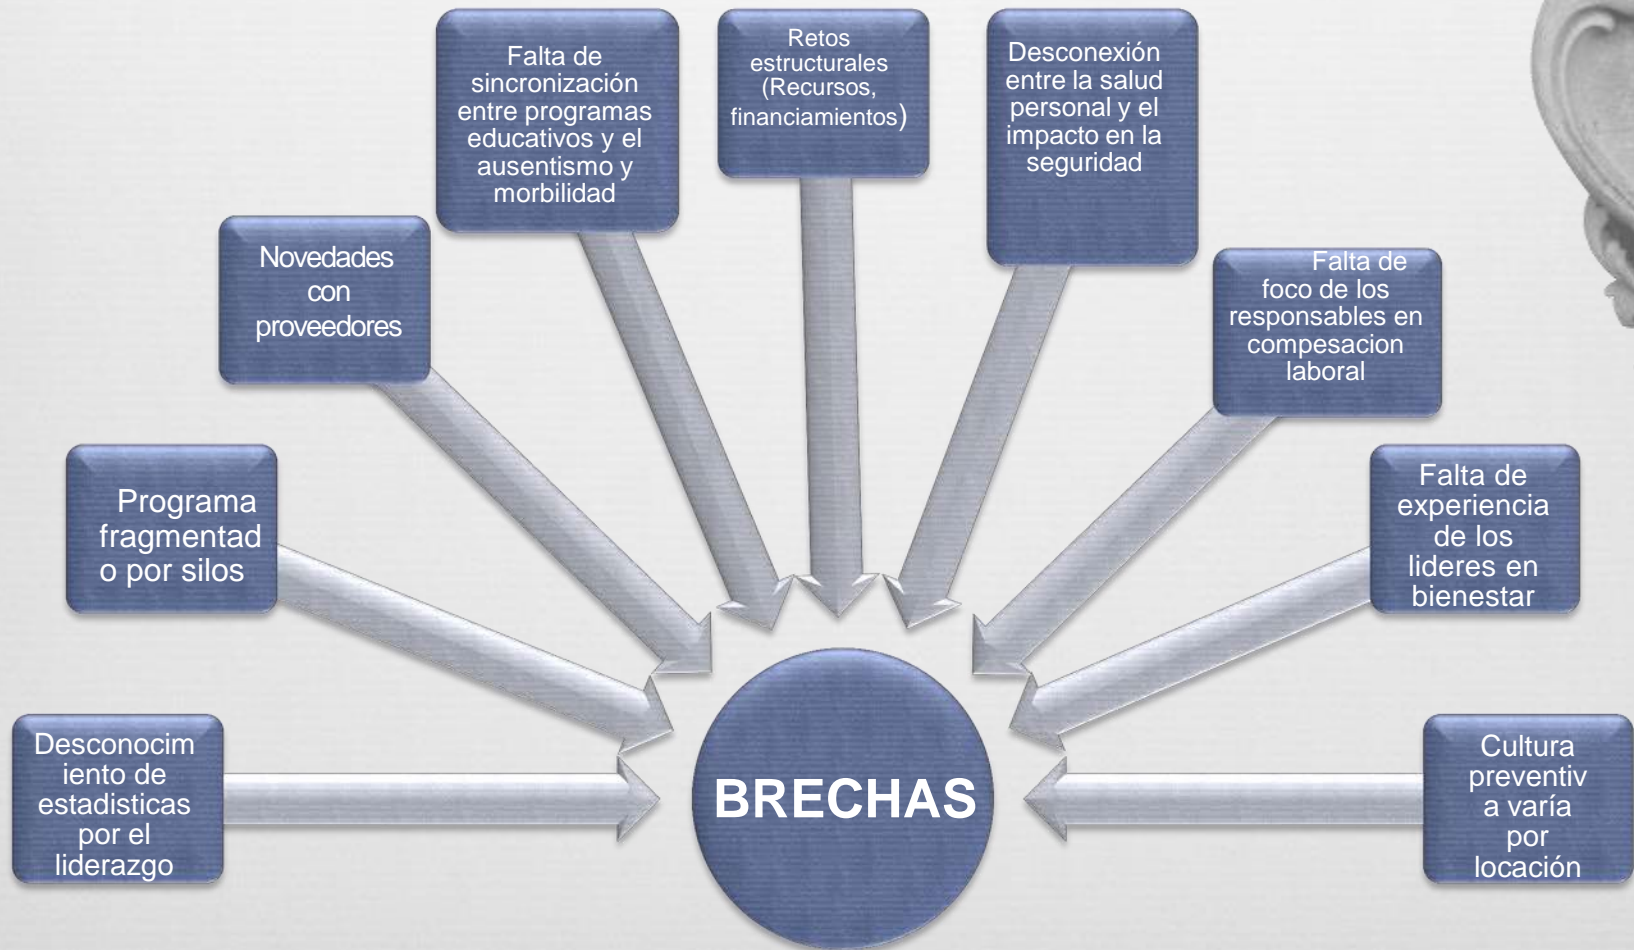 Falta de
sincronización
entre programas
educativos y el
ausentismo y
morbilidad
Retos
estructurales
(Recursos,
financiamientos)
Desconexión
entre la salud
personal y el
impacto en la
seguridad
Novedades
con
proveedores
Falta de
foco de los
responsables en
compesacion
laboral
Programa
fragmentad
o por silos
Falta de
experiencia
de los
lideres en
bienestar
Desconocim
iento de
estadisticas
por el
liderazgo
BRECHAS
Cultura
preventiv
a varía
por
locación